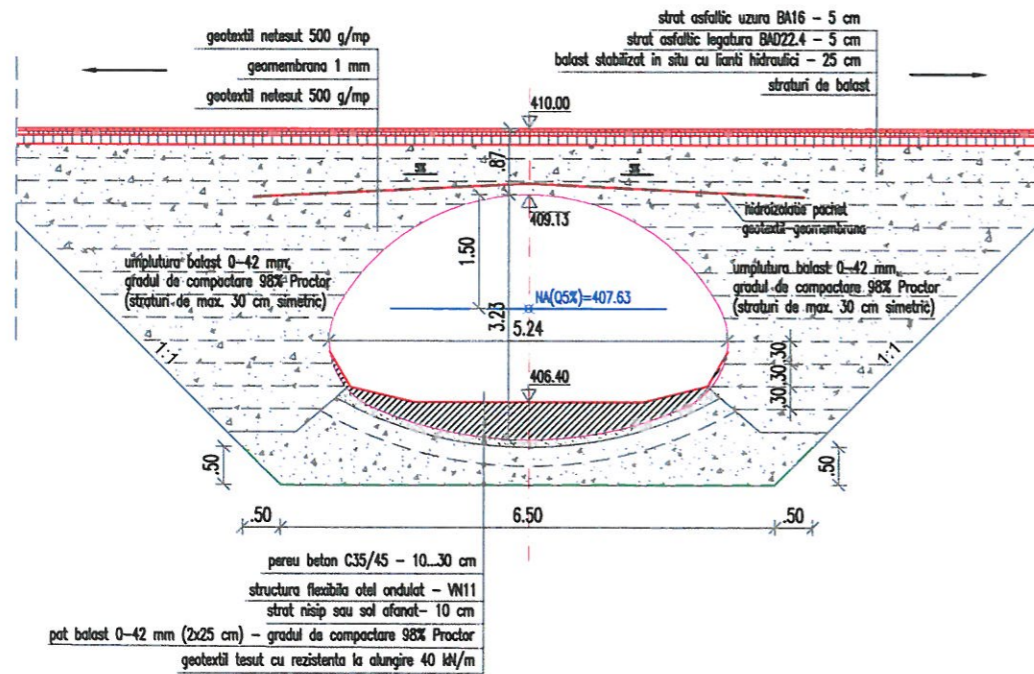 geotextil netesut 500 g/mp
geomembrana 1 mm
geotextil netesut 500 g/mp
strat asfaltic uzura BA16 - 5 cm
strat asfaltic legatura BAD22.4 - 5 cm
balast stabilizat in situ cu lianti hidraulici - 25 cm
straturi de balast
410.00
.87
5%
5%
409.13
hidroizolatie pachet
geotextil-geomembrana
1.50
umplutura balast 0-42 mm,
gradul de compactare 98% Proctor
(straturi de max. 30 cm simetric)
umplutura balast 0-42 mm,
gradul de compactare 98% Proctor
(straturi de max. 30 cm simetric)
NA(Q5%)=407.63
3.23
5.24
1:1
1:1
406.40
.30
.30
.30
.50
.50
.50
6.50
.50
pereu beton C35/45 - 10...30 cm
structura flexibila otel ondulat - VN11
strat nisip sau sol afanat- 10 cm
pat balast 0-42 mm (2x25 cm) - gradul de compactare 98% Proctor
geotextil tesut cu rezistenta la alungire 40 kN/m